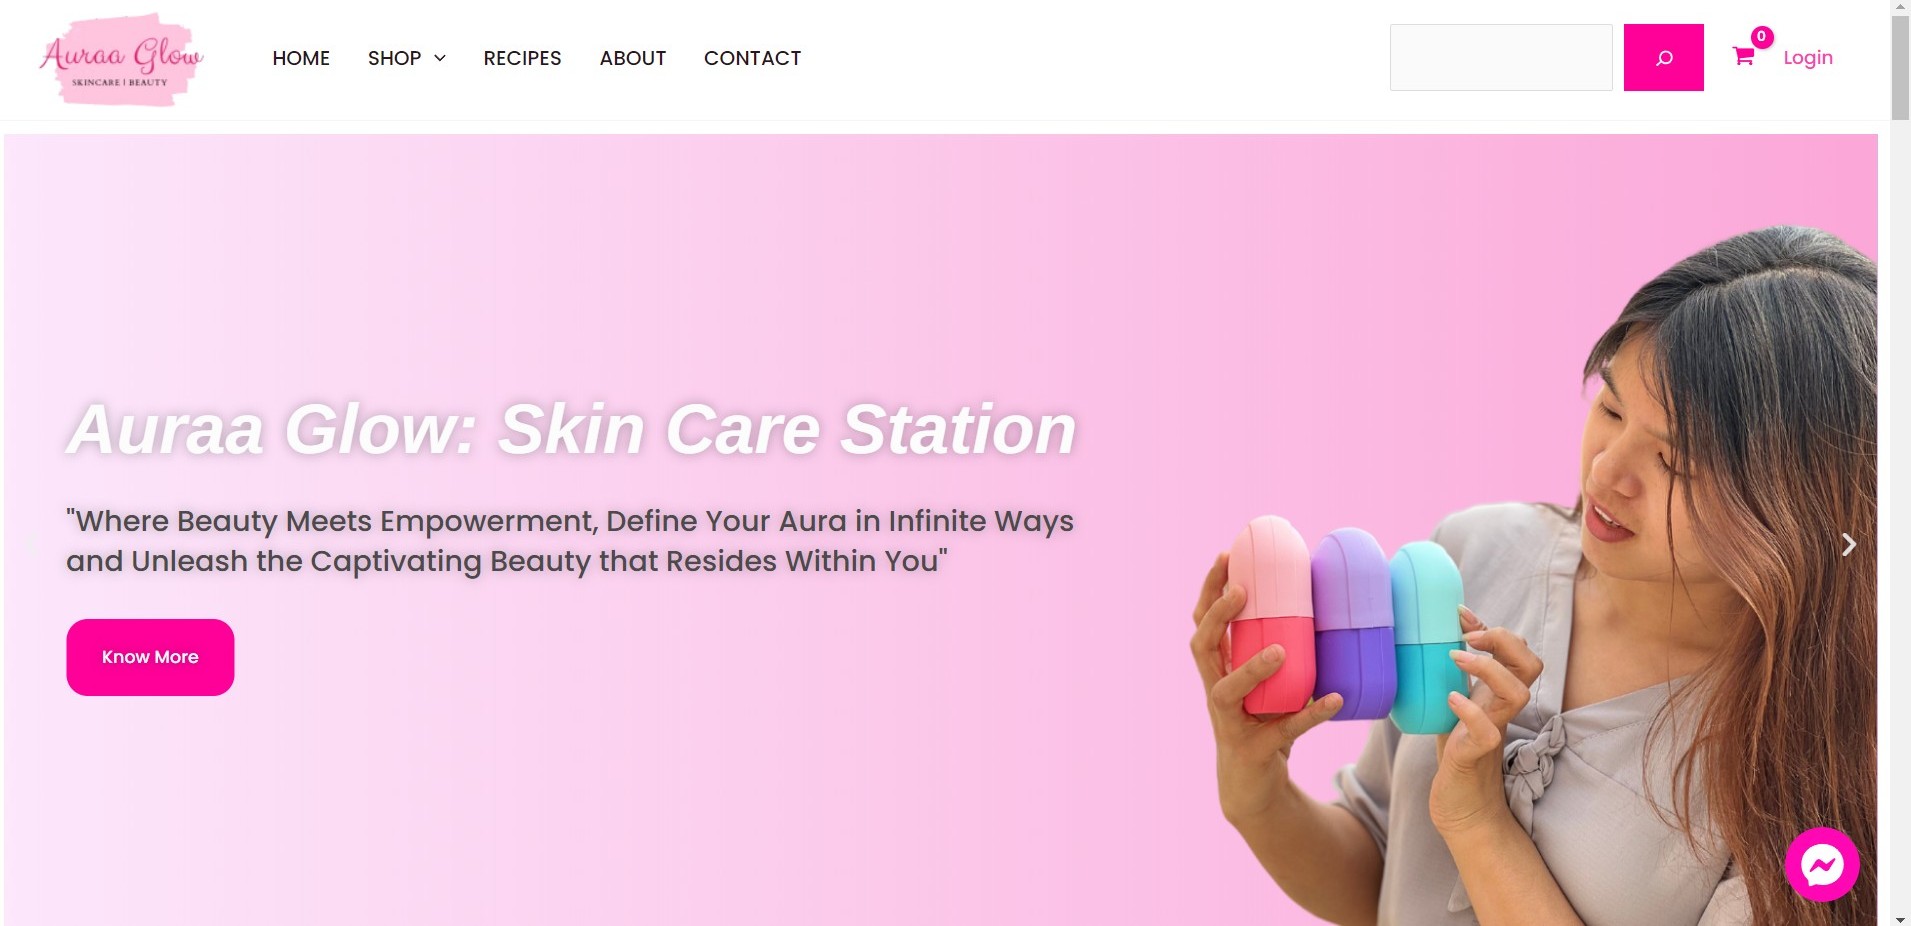 Auraa Glow
SKINCARE | BEAUTY
HOME
SHOP
RECIPES
ABOUT
CONTACT
0
Login
Auraa Glow: Skin Care Station
"Where Beauty Meets Empowerment, Define Your Aura in Infinite Ways
and Unleash the Captivating Beauty that Resides Within You"
Know More